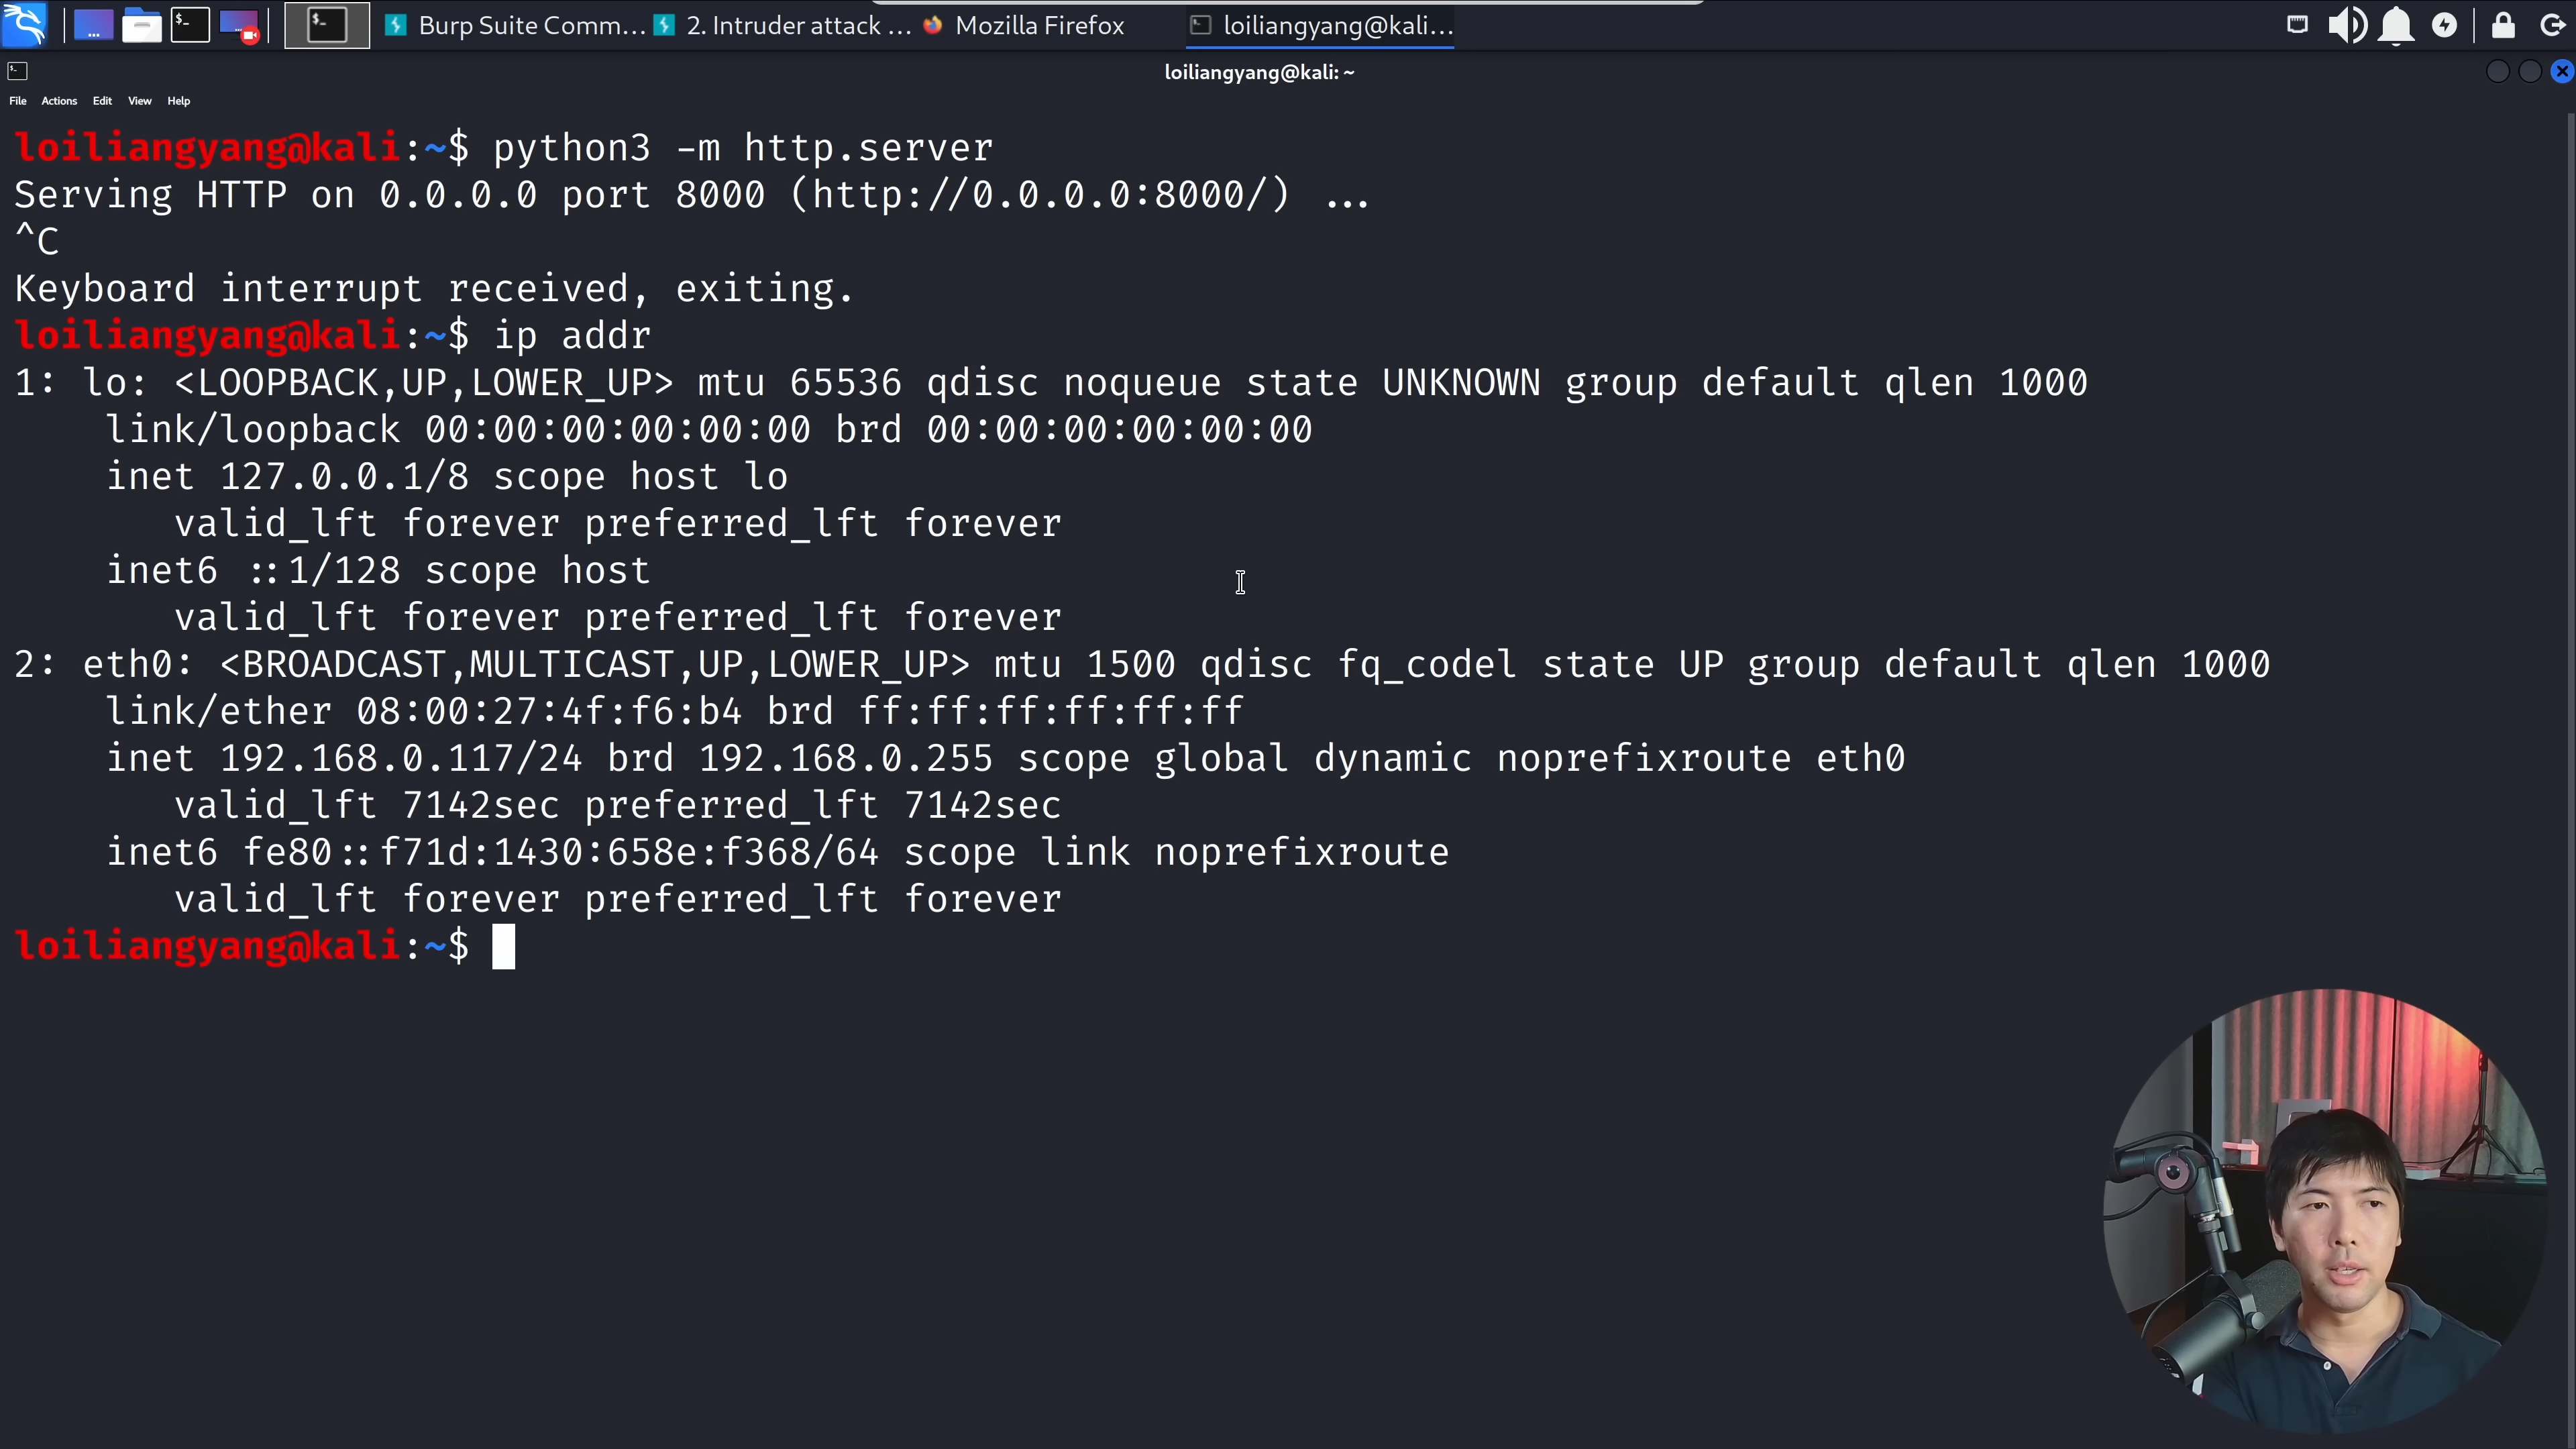 Burp Suite Comm...
2. Intruder attack ...
Mozilla Firefox
loiliangyang@kali...
loiliangyang@kali: ~
File Actions Edit View Help
loiliangyang@kali:~$ python3 -m http.server
Serving HTTP on 0.0.0.0 port 8000 (http://0.0.0.0:8000/) ...
^C
Keyboard interrupt received, exiting.
loiliangyang@kali:~$ ip addr
1: lo: <LOOPBACK,UP,LOWER_UP> mtu 65536 qdisc noqueue state UNKNOWN group default qlen 1000
link/loopback 00:00:00:00:00:00 brd 00:00:00:00:00:00
inet 127.0.0.1/8 scope host lo
valid_lft forever preferred_lft forever
inet6 ::1/128 scope host
valid_lft forever preferred_lft forever
2: eth0: <BROADCAST,MULTICAST,UP,LOWER_UP> mtu 1500 qdisc fq_codel state UP group default qlen 1000
link/ether 08:00:27:4f:f6:b4 brd ff:ff:ff:ff:ff:ff
inet 192.168.0.117/24 brd 192.168.0.255 scope global dynamic noprefixroute eth0
valid_lft 7142sec preferred_lft 7142sec
inet6 fe80::f71d:1430:658e:f368/64 scope link noprefixroute
valid_lft forever preferred_lft forever
loiliangyang@kali:~$